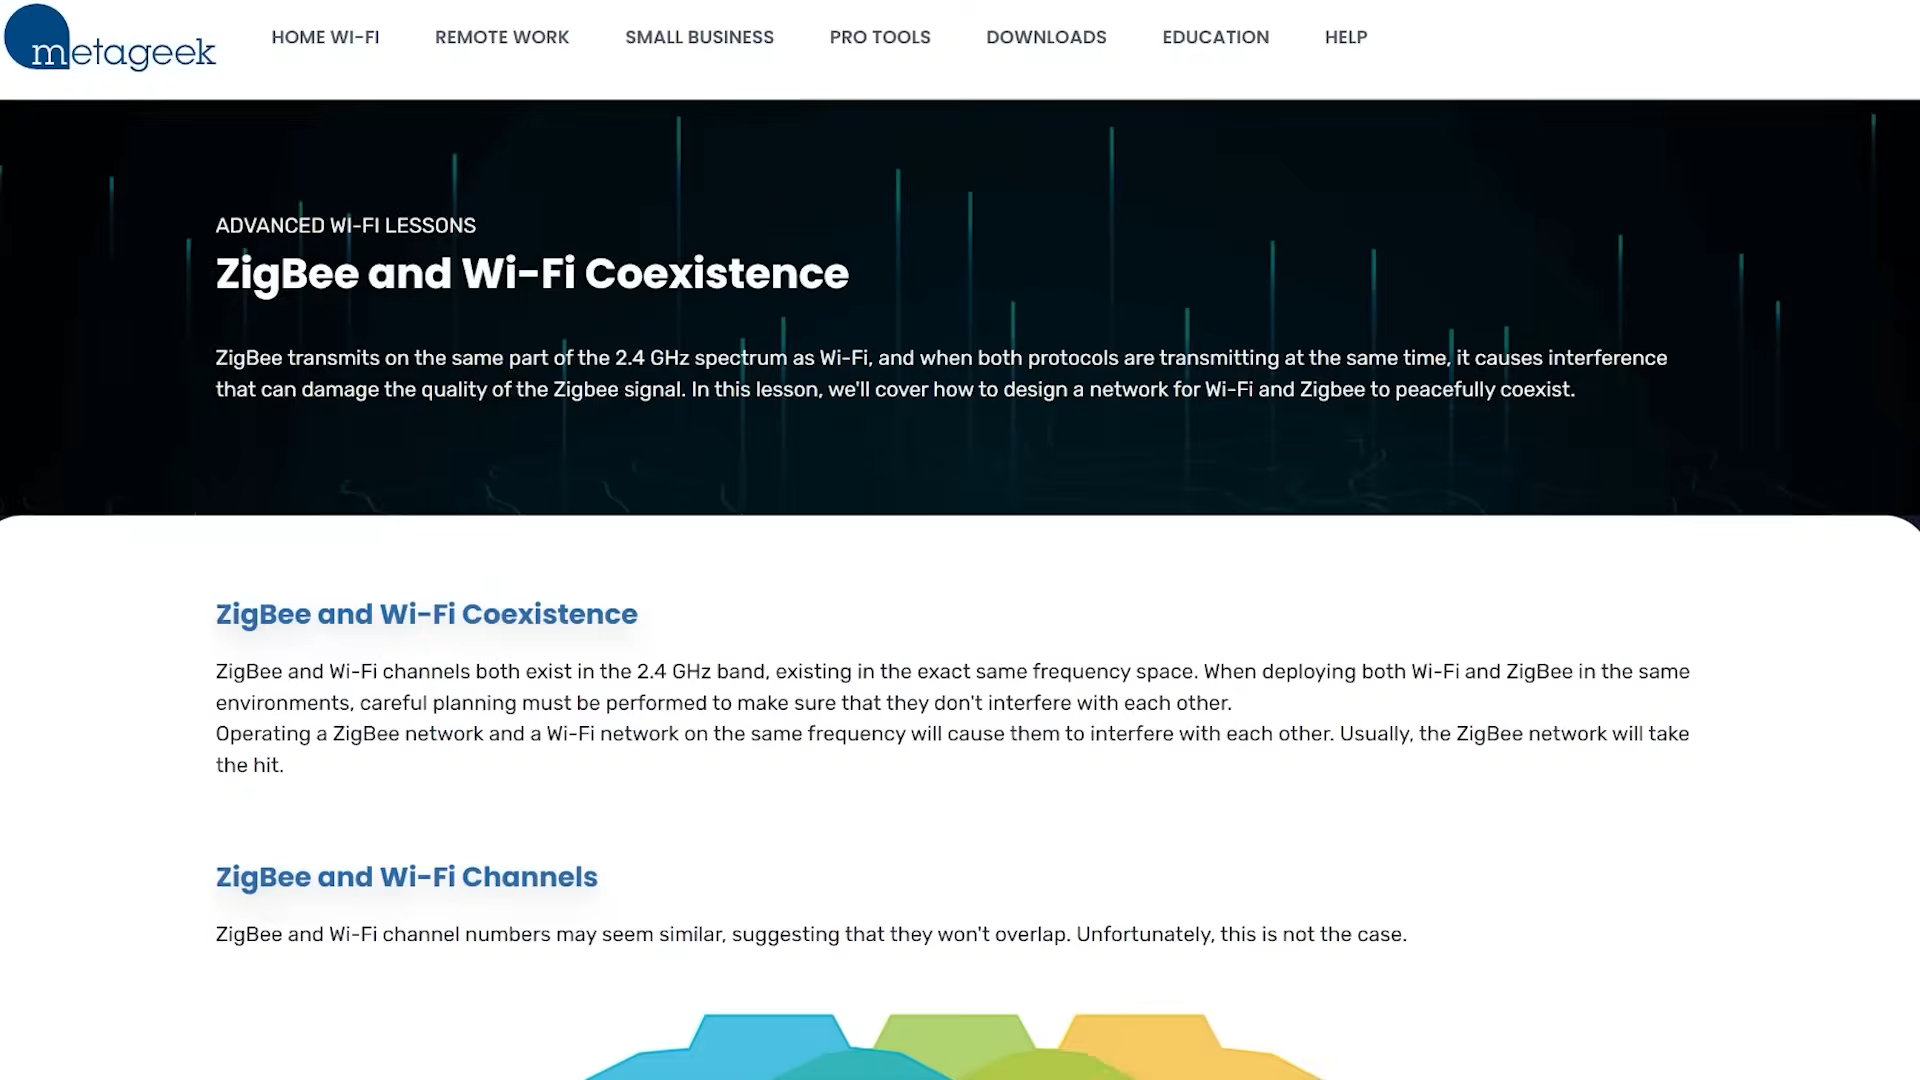 metageek
HOME WI-FI REMOTE WORK SMALL BUSINESS PRO TOOLS DOWNLOADS EDUCATION HELP
ADVANCED WI-FI LESSONS
ZigBee and Wi-Fi Coexistence
ZigBee transmits on the same part of the 2.4 GHz spectrum as Wi-Fi, and when both protocols are transmitting at the same time, it causes interference
that can damage the quality of the Zigbee signal. In this lesson, we'll cover how to design a network for Wi-Fi and Zigbee to peacefully coexist.
ZigBee and Wi-Fi Coexistence
ZigBee and Wi-Fi channels both exist in the 2.4 GHz band, existing in the exact same frequency space. When deploying both Wi-Fi and ZigBee in the same
environments, careful planning must be performed to make sure that they don't interfere with each other.
Operating a ZigBee network and a Wi-Fi network on the same frequency will cause them to interfere with each other. Usually, the ZigBee network will take
the hit.
ZigBee and Wi-Fi Channels
ZigBee and Wi-Fi channel numbers may seem similar, suggesting that they won't overlap. Unfortunately, this is not the case.